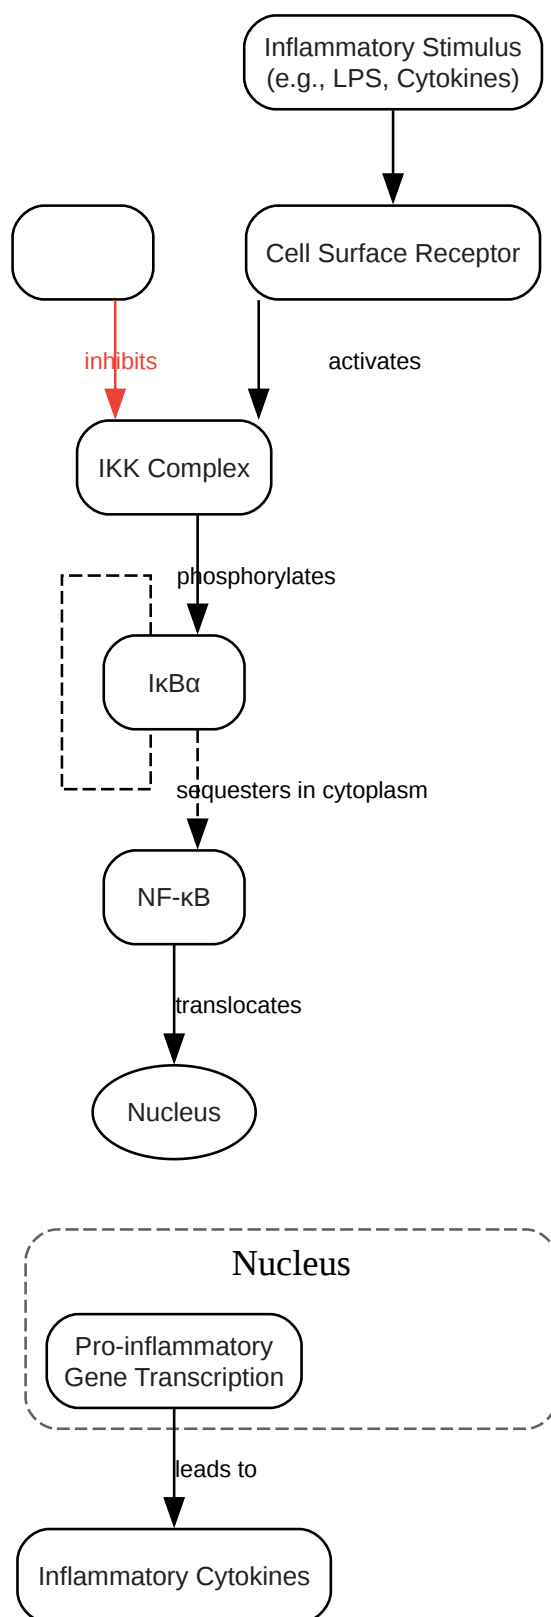 Inflammatory Stimulus
(e.g., LPS, Cytokines)
Cell Surface Receptor
inhibits
activates
IKK Complex
phosphorylates
IκBα
sequesters in cytoplasm
NF-κB
translocates
Nucleus
Nucleus
Pro-inflammatory
Gene Transcription
leads to
Inflammatory Cytokines